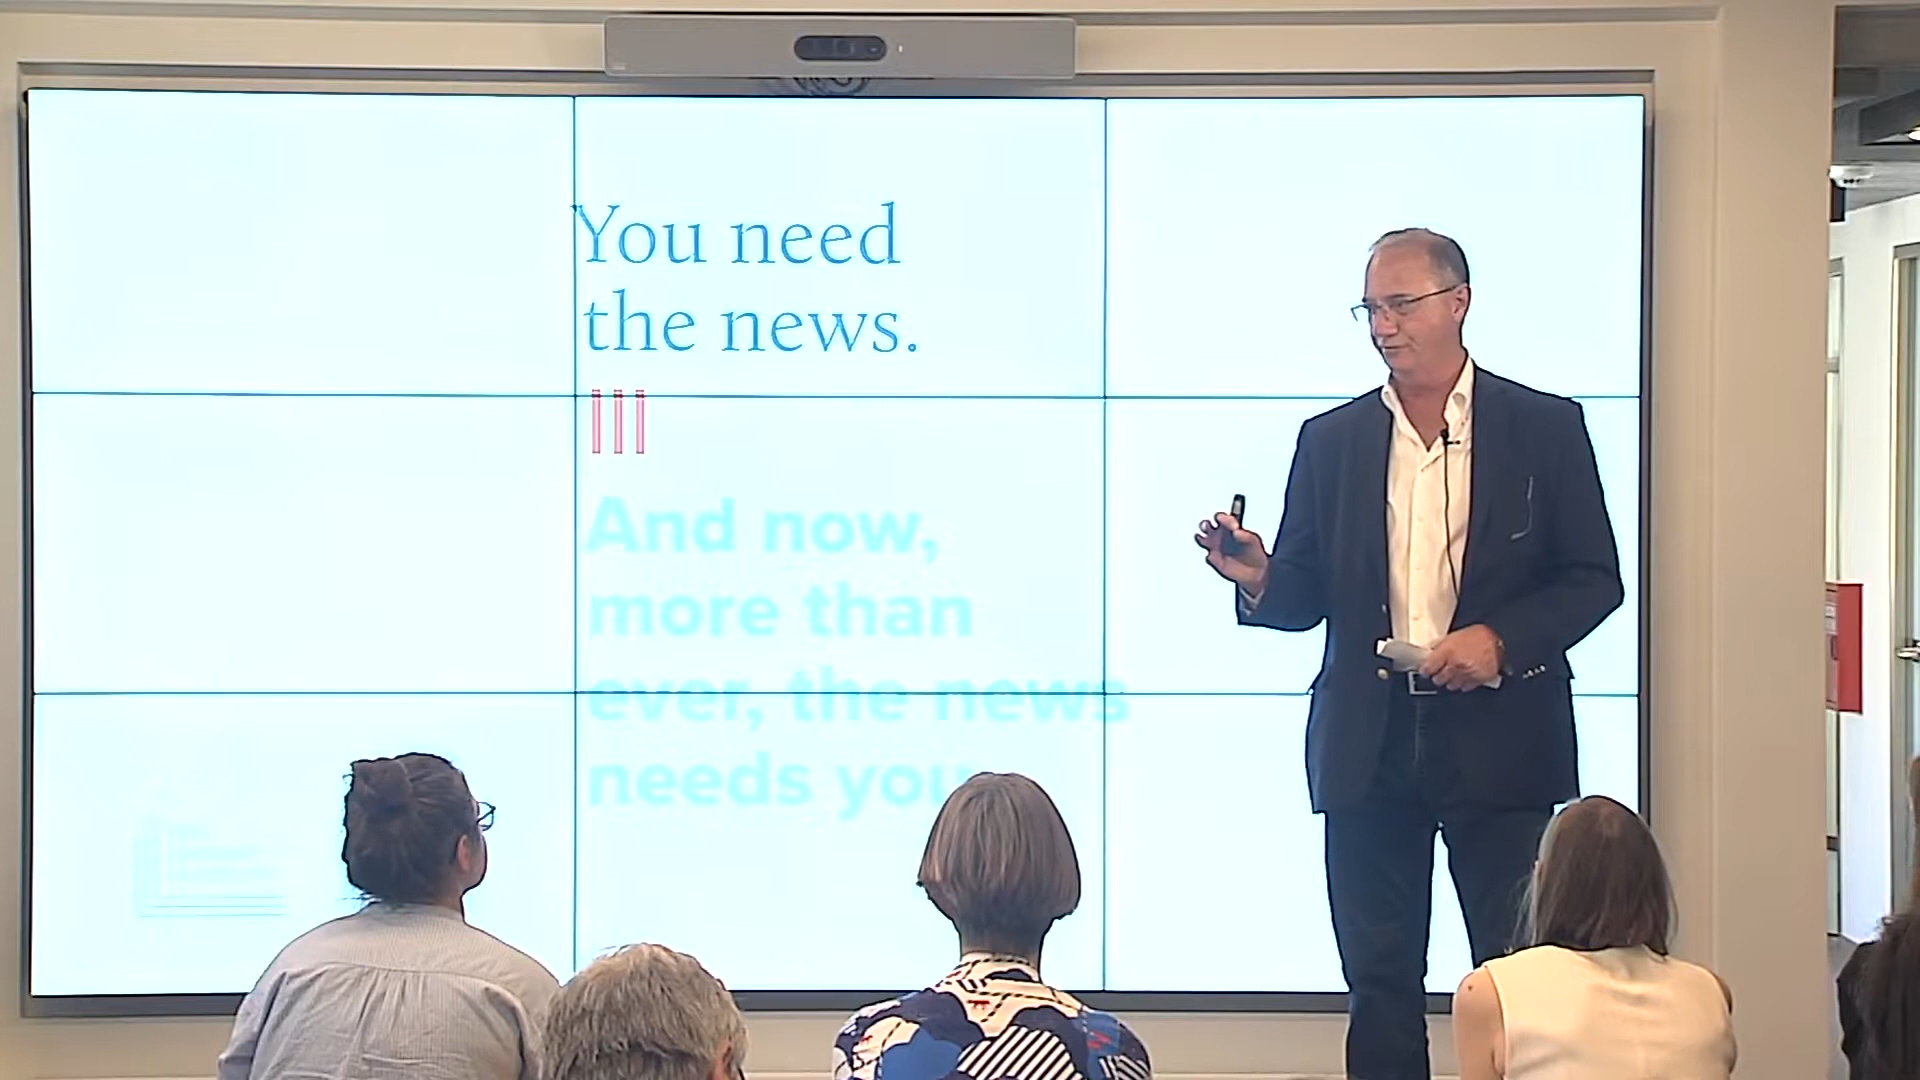 You need
the news.
And now,
more than
ever, the news
needs you